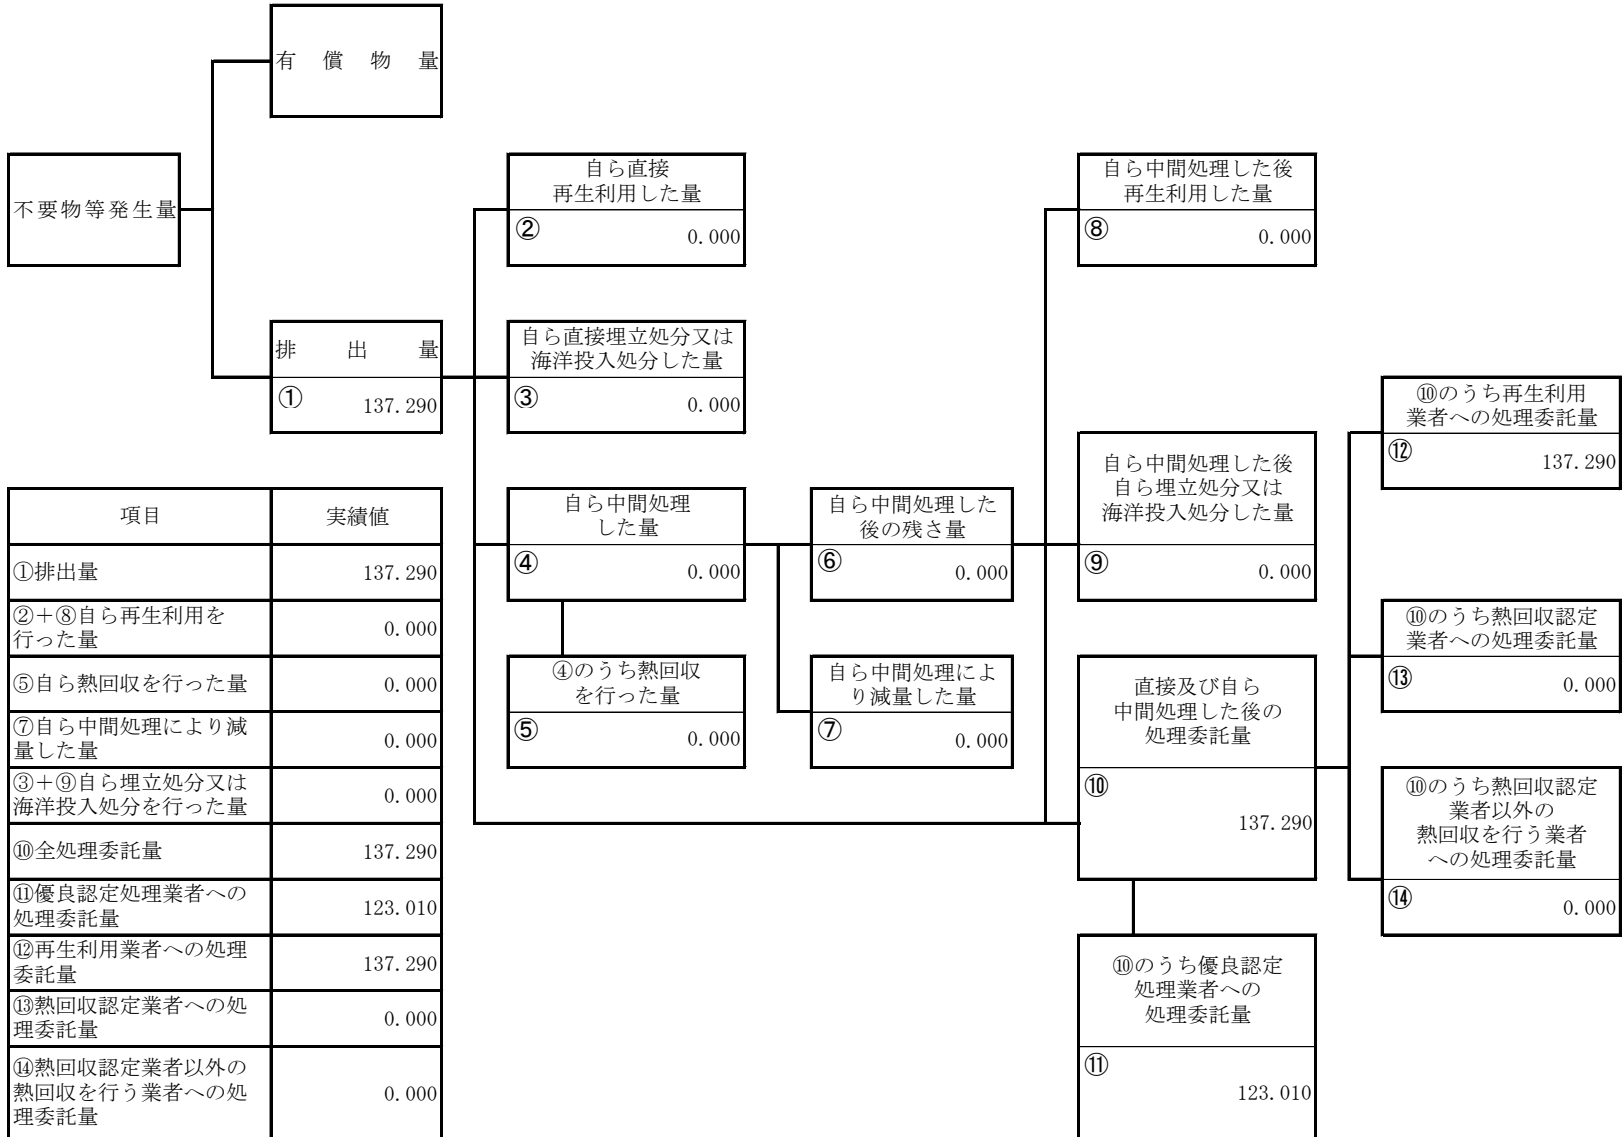 有償物量
不要物等発生量
排出量
① 137.290
自ら直接
再生利用した量
② 0.000
自ら直接埋立処分又は
海洋投入処分した量
③ 0.000
自ら中間処理
した量
④ 0.000
④のうち熱回収
を行った量
⑤ 0.000
自ら中間処理した
後の残さ量
⑥ 0.000
自ら中間処理によ
り減量した量
⑦ 0.000
自ら中間処理した後
再生利用した量
⑧ 0.000
自ら中間処理した後
自ら埋立処分又は
海洋投入処分した量
⑨ 0.000
直接及び自ら
中間処理した後の
処理委託量
⑩
137.290
⑩のうち優良認定
処理業者への
処理委託量
⑪
123.010
⑩のうち再生利用
業者への処理委託量
⑫ 137.290
⑩のうち熱回収認定
業者への処理委託量
⑬ 0.000
⑩のうち熱回収認定
業者以外の
熱回収を行う業者
への処理委託量
⑭ 0.000
項目 実績値
①排出量 137.290
②＋⑧自ら再生利用を
行った量 0.000
⑤自ら熱回収を行った量 0.000
⑦自ら中間処理により減
量した量 0.000
③＋⑨自ら埋立処分又は
海洋投入処分を行った量 0.000
⑩全処理委託量 137.290
⑪優良認定処理業者への
処理委託量 123.010
⑫再生利用業者への処理
委託量 137.290
⑬熱回収認定業者への処
理委託量 0.000
⑭熱回収認定業者以外の
熱回収を行う業者への処
理委託量 0.000